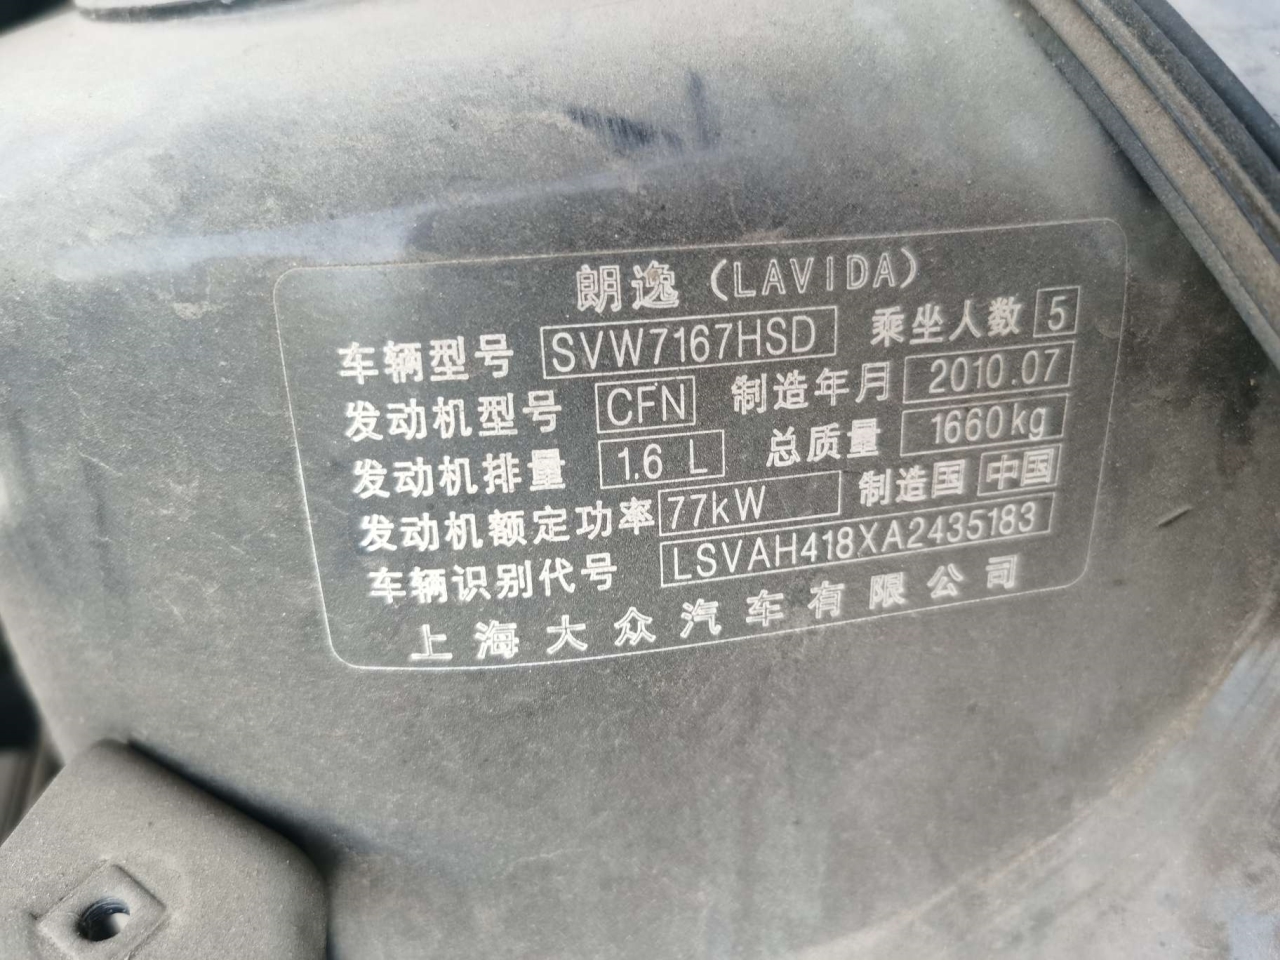 朗逸（LAVIDA）
车辆型号 SVW7167HSD 乘坐人数 5
发动机型号 CFN 制造年月 2010.07
发动机排量 1.6 L 总质量 1660kg
发动机额定功率 77kW 制造国 中国
车辆识别代号 LSVAH418XA2435183
上海大众汽车有限公司